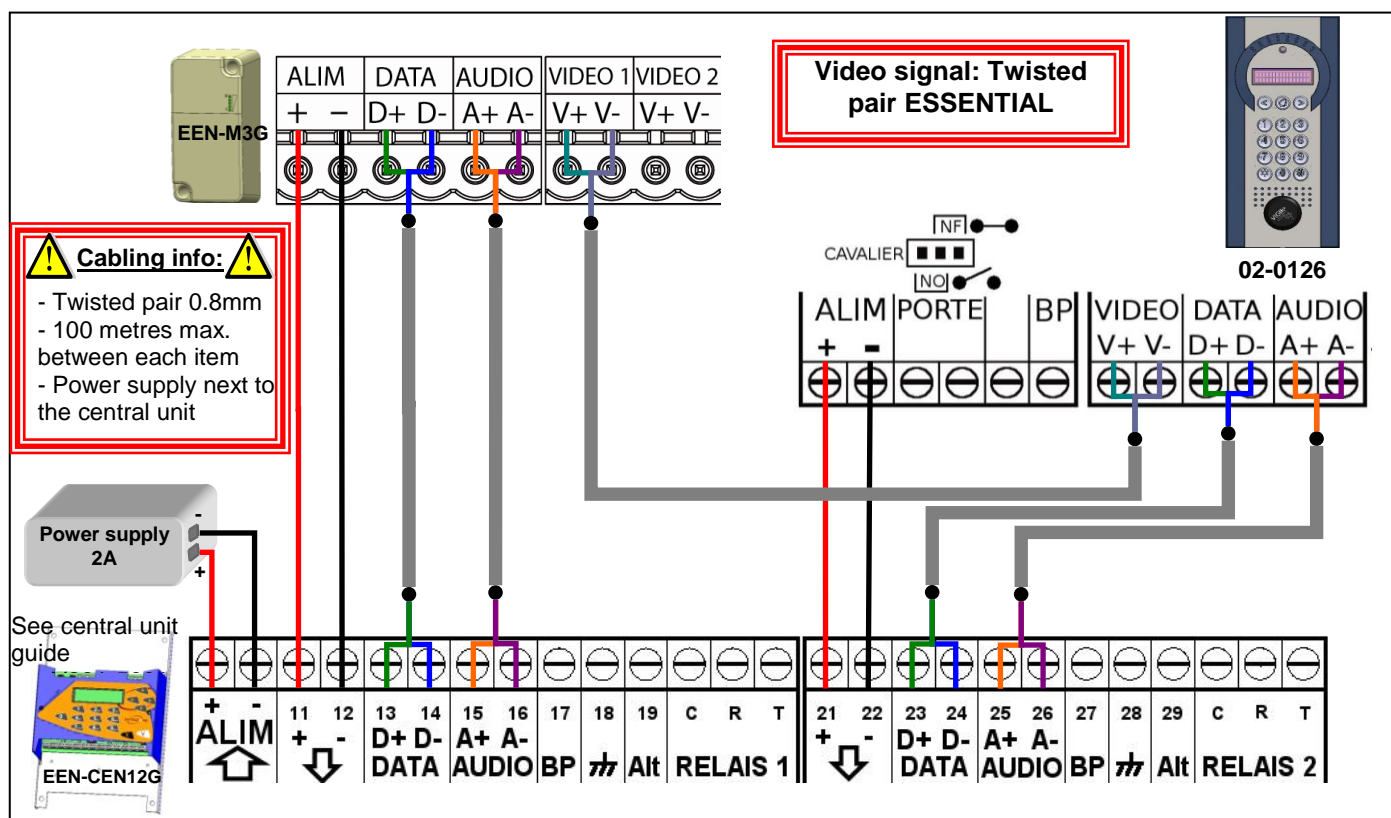 ALIM DATA AUDIO VIDEO 1 VIDEO 2
+ − D+ D- A+ A- V+ V- V+ V-
EEN-M3G
Video signal: Twisted
pair ESSENTIAL
02-0126
Cabling info:
- Twisted pair 0.8mm
- 100 metres max.
between each item
- Power supply next to
the central unit
NF
CAVALIER
NO
ALIM PORTE BP VIDEO DATA AUDIO
+ - V+ V- D+ D- A+ A-
Power supply
2A
-
+
See central unit
guide
EEN-CEN12G
+ - 11 12 13 14 15 16 17 18 19 C R T 21 22 23 24 25 26 27 28 29 C R T
ALIM + - D+ D- A+ A- + - D+ D- A+ A-
DATA AUDIO BP Alt RELAIS 1 DATA AUDIO BP Alt RELAIS 2